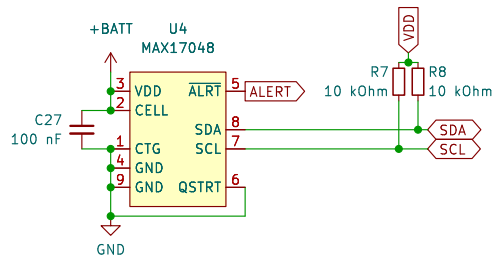 +BATT
U4
MAX17048
VDD
3 VDD ALRT 5 ALERT
2 CELL
C27
100 nF
R7 R8
10 kOhm 10 kOhm
SDA 8 SDA
1 CTG SCL 7 SCL
4 GND
9 GND QSTRT 6
GND